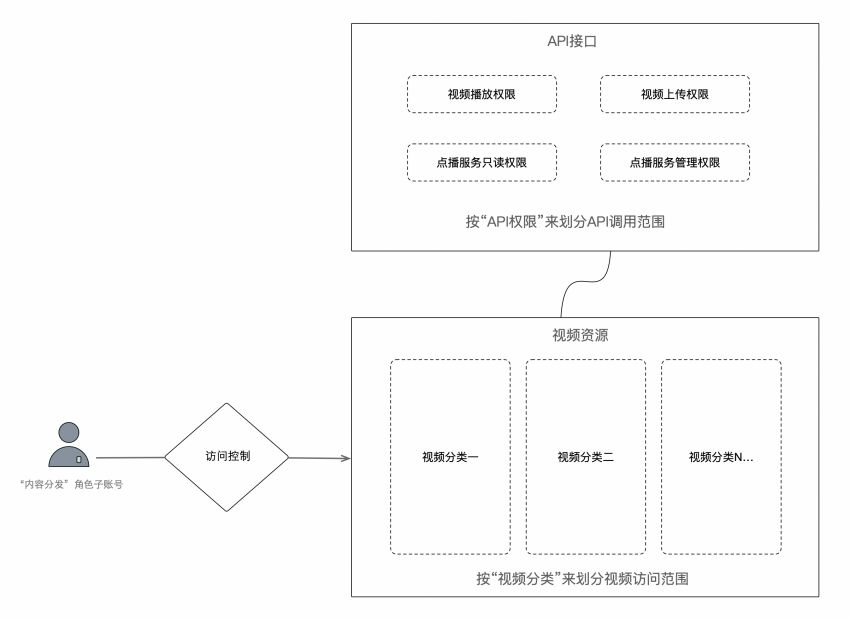 API接口
视频播放权限
视频上传权限
点播服务只读权限
点播服务管理权限
按“API权限”来划分API调用范围
视频资源
视频分类一
视频分类二
视频分类N...
按“视频分类”来划分视频访问范围
访问控制
“内容分发” 角色子账号